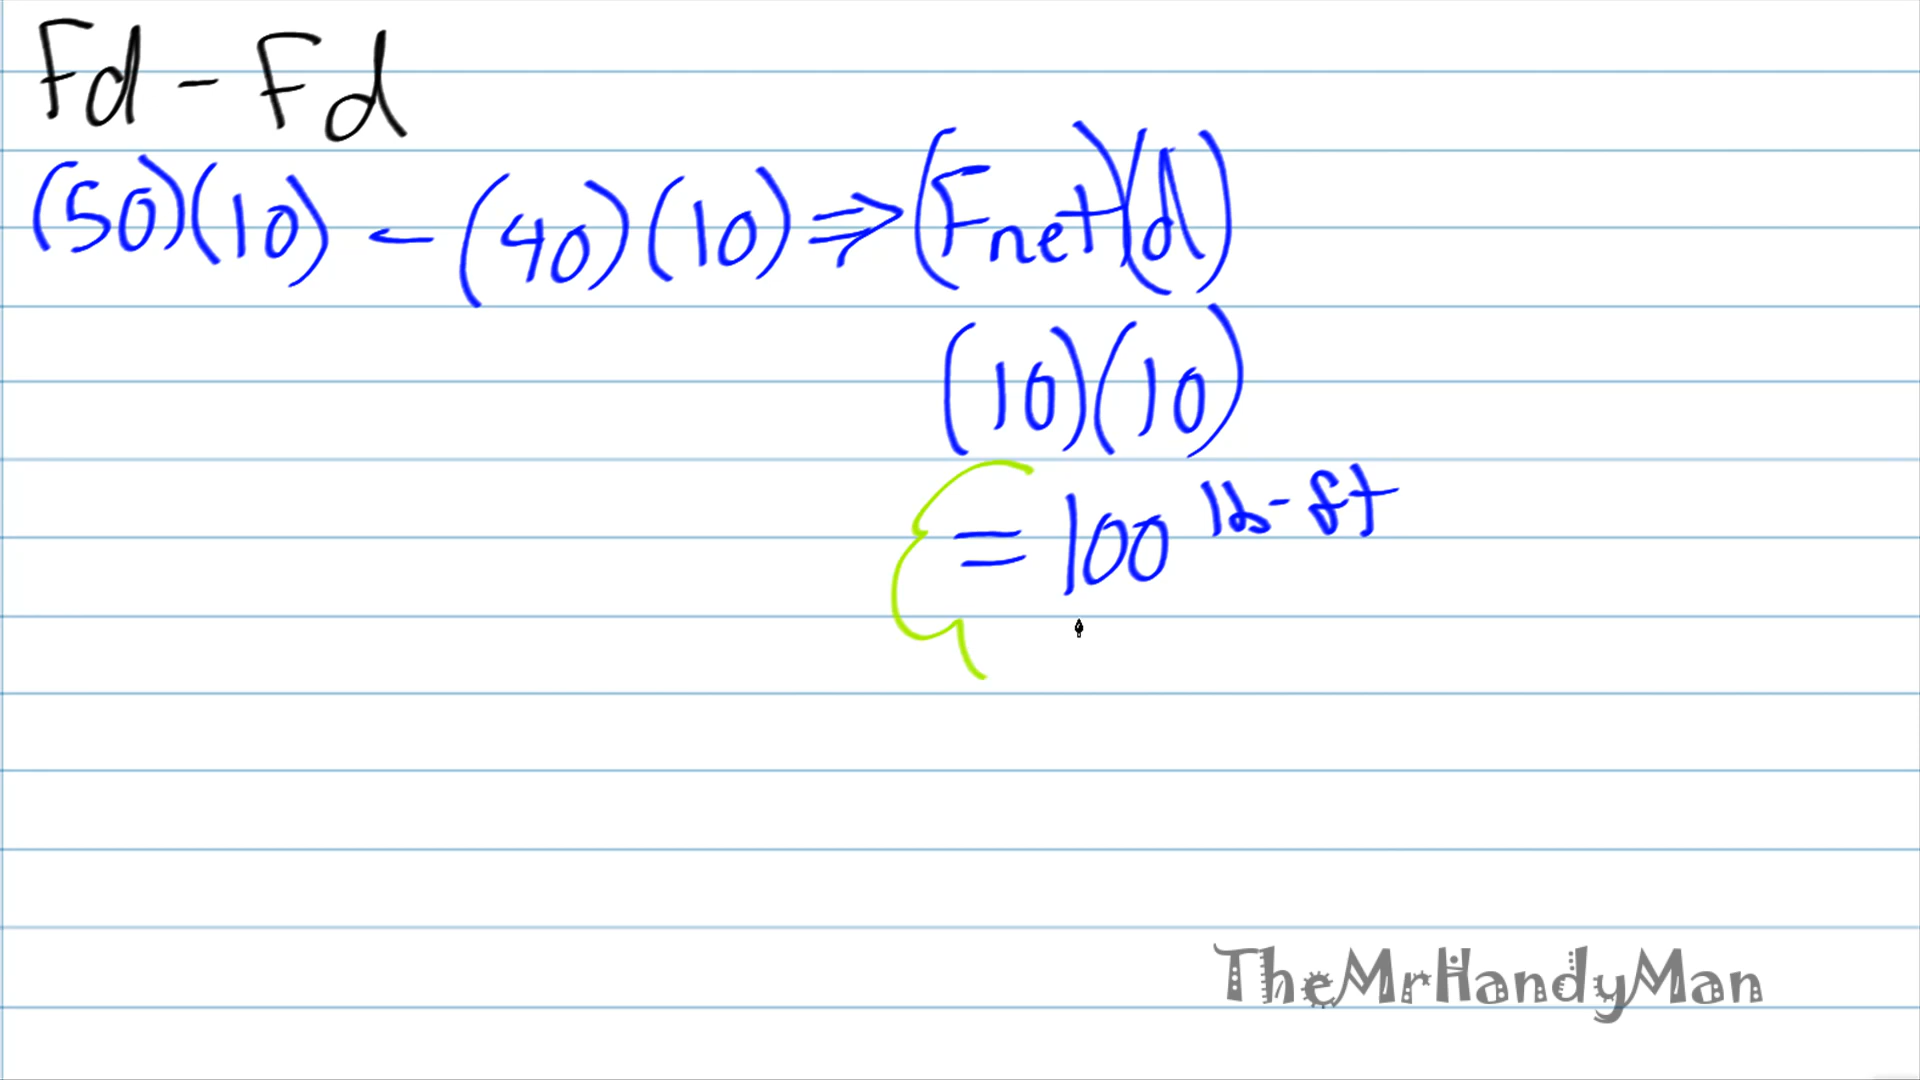 Fd - Fd
(50)(10) - (40)(10) ⇒ (Fnet)(d)
(10)(10)
= 100 lb-ft
TheMrHandyMan